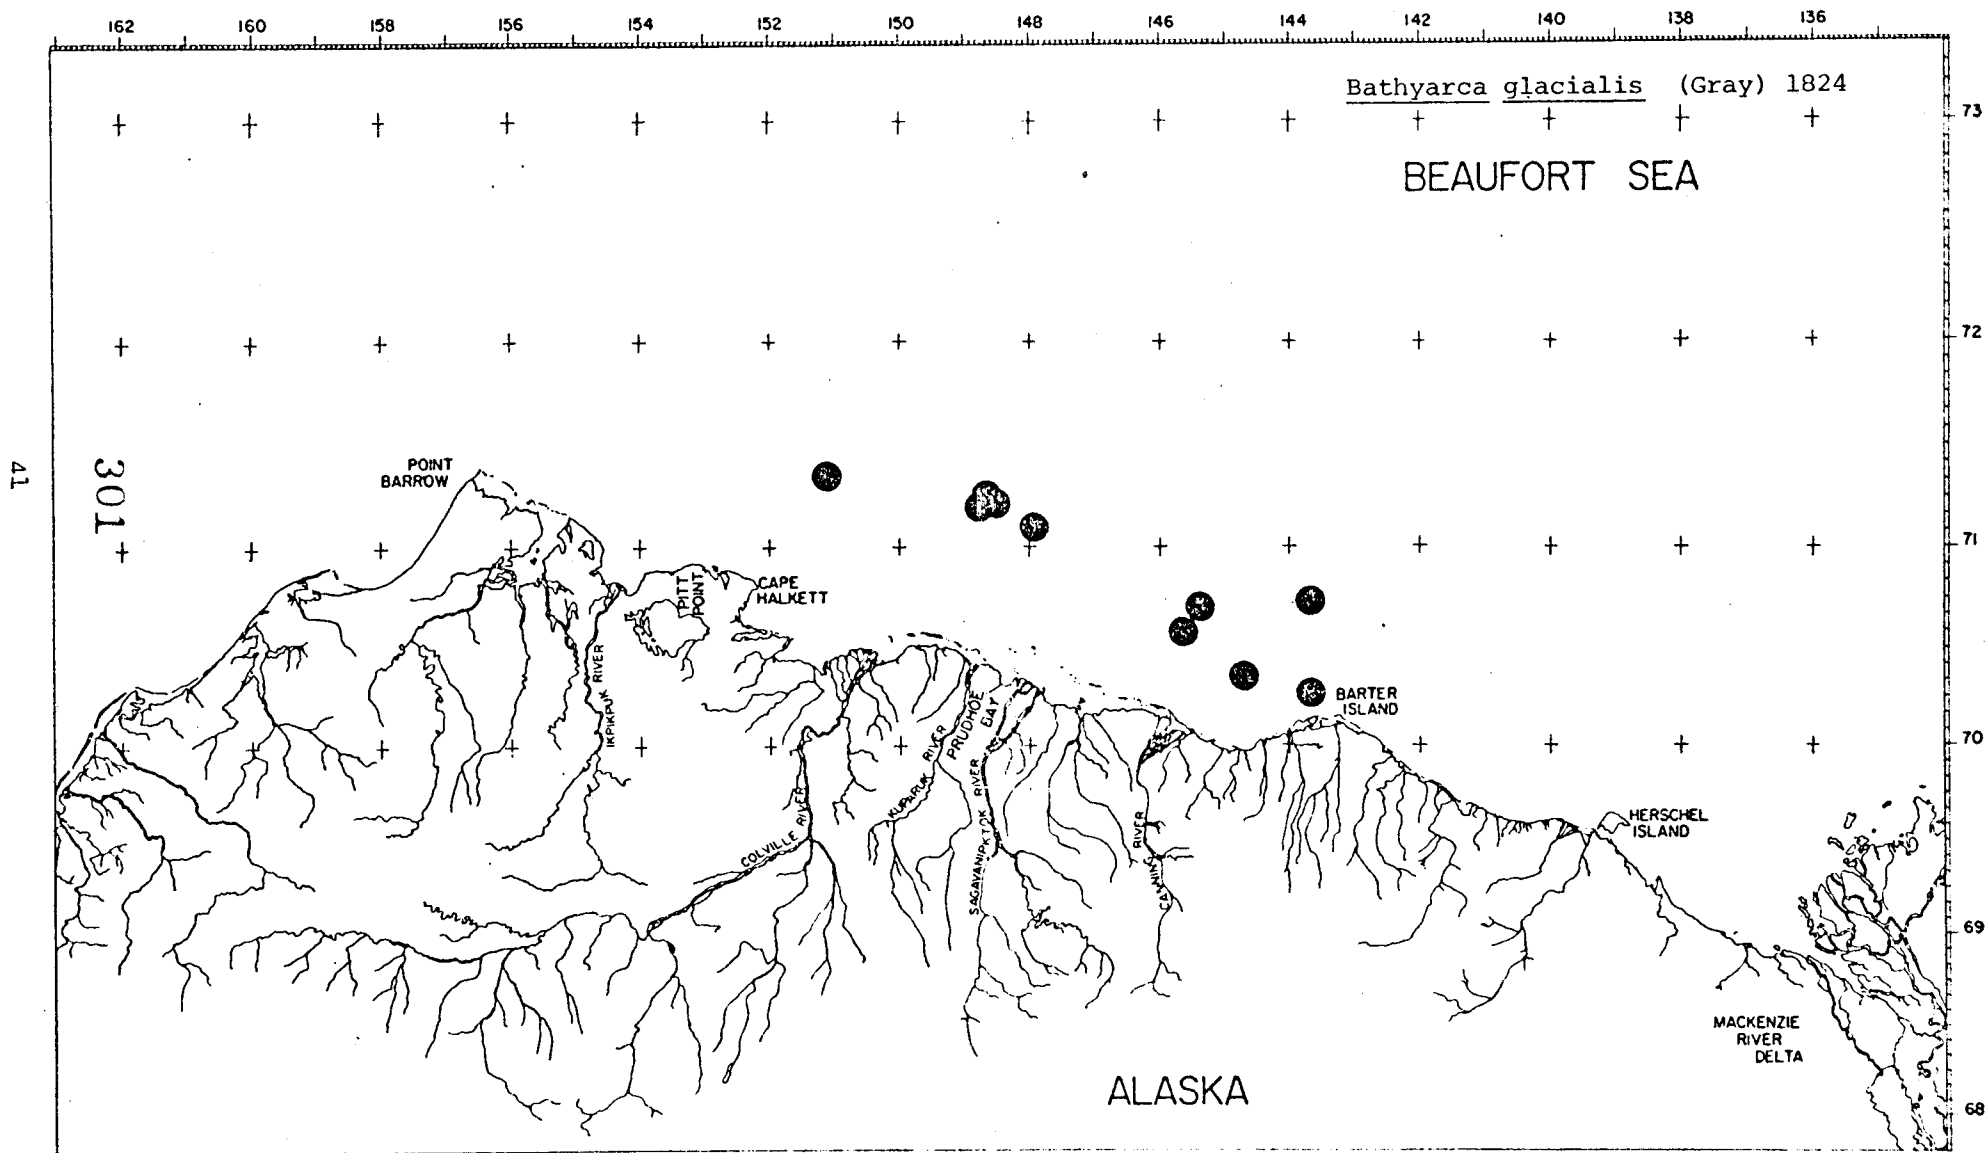 162 160 158 156 154 152 150 148 146 144 142 140 138 136
Bathyarca glacialis (Gray) 1824
73
BEAUFORT SEA
72
POINT
BARROW
41
301
71
PITT
POINT
CAPE
HALKETT
IKPIKPUK RIVER
BARTER
ISLAND
PRUDHOE
BAY
70
KUPARUK RIVER
COLVILLE RIVER
SAGAVANIRKTOK RIVER
CANNING RIVER
HERSCHEL
ISLAND
69
MACKENZIE
RIVER
DELTA
ALASKA
68